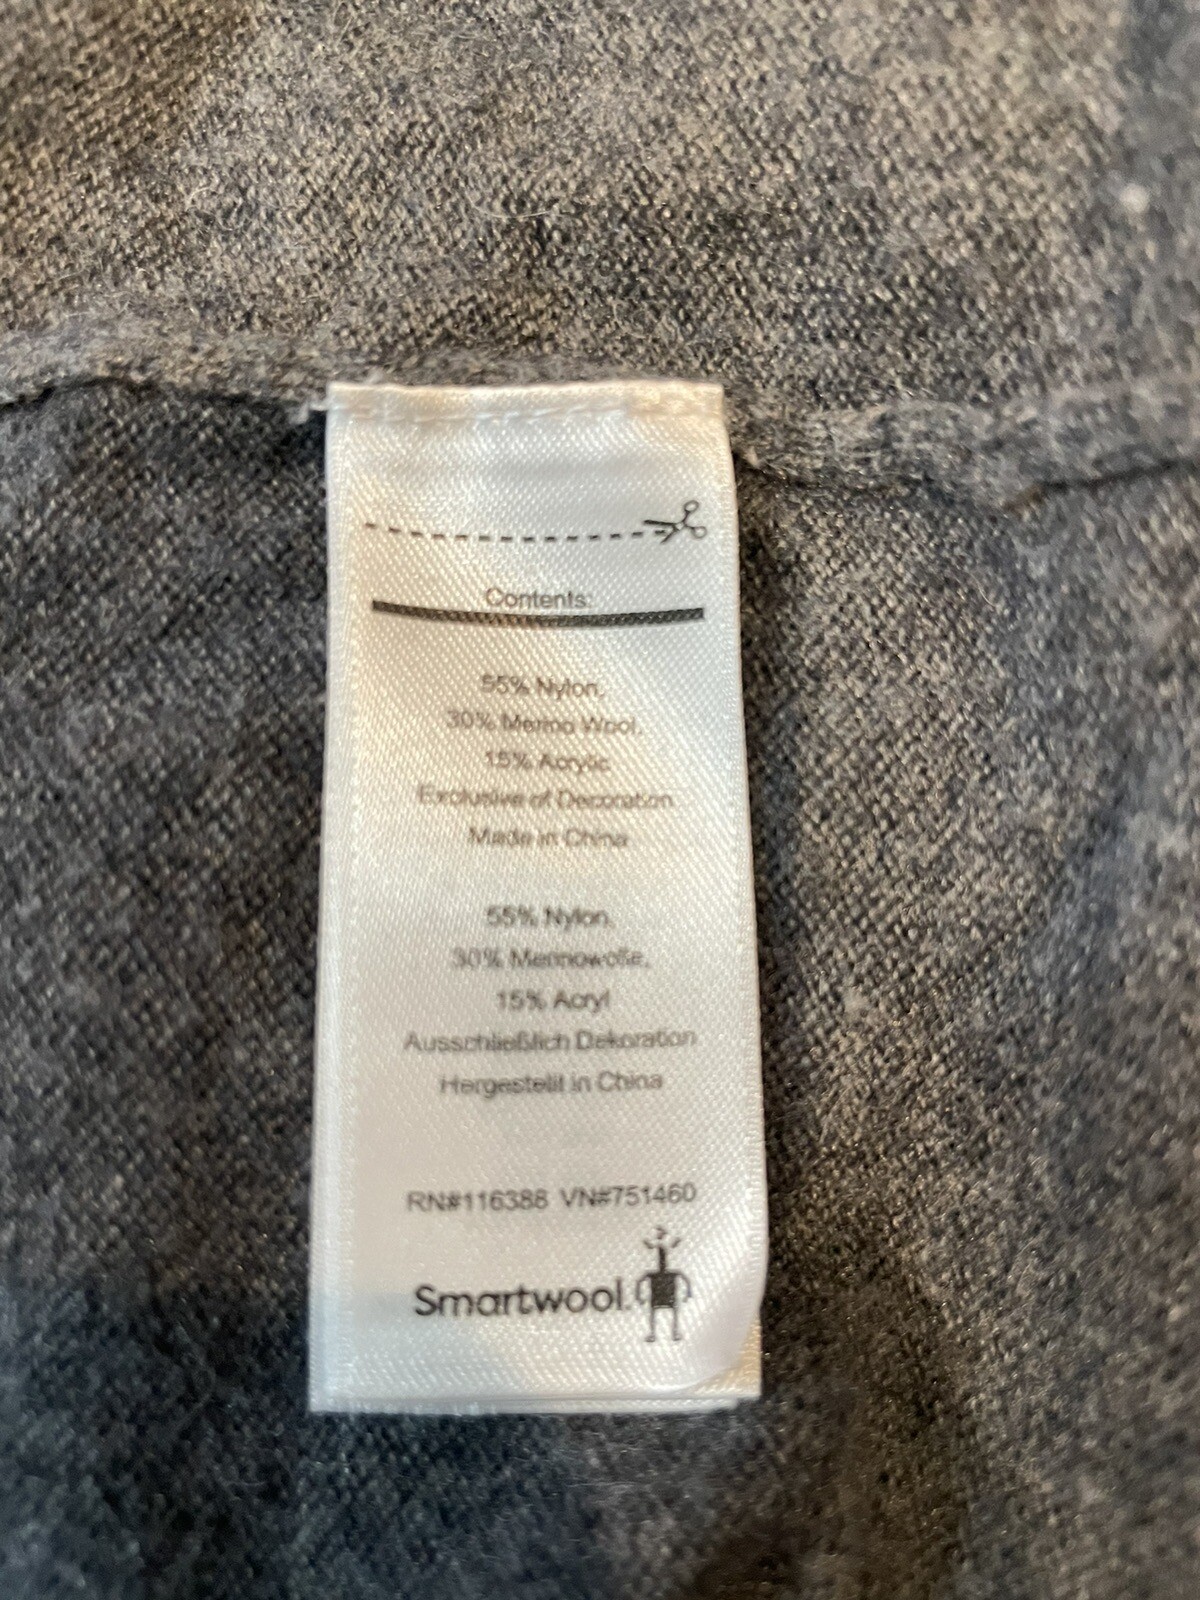 Contents:
55% Nylon,
30% Merino Wool,
15% Acrylic
Exclusive of Decoration
Made in China
55% Nylon,
30% Merinowolle,
15% Acryl
Ausschließlich Dekoration
Hergestellt in China
RN#116388 VN#751460
Smartwool.